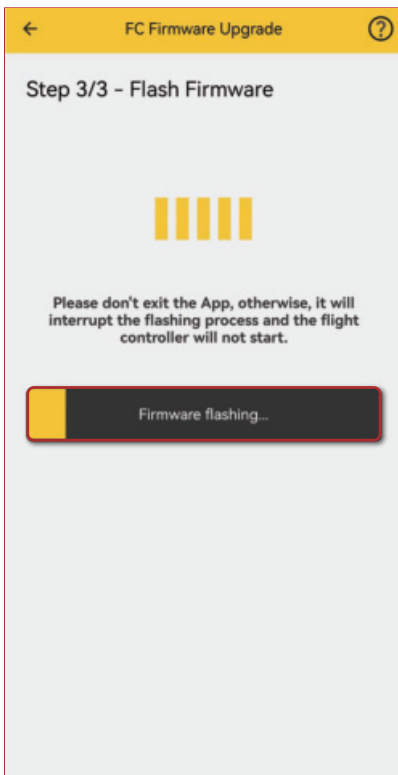 FC Firmware Upgrade
Step 3/3 - Flash Firmware
Please don't exit the App, otherwise, it will
interrupt the flashing process and the flight
controller will not start.
Firmware flashing...